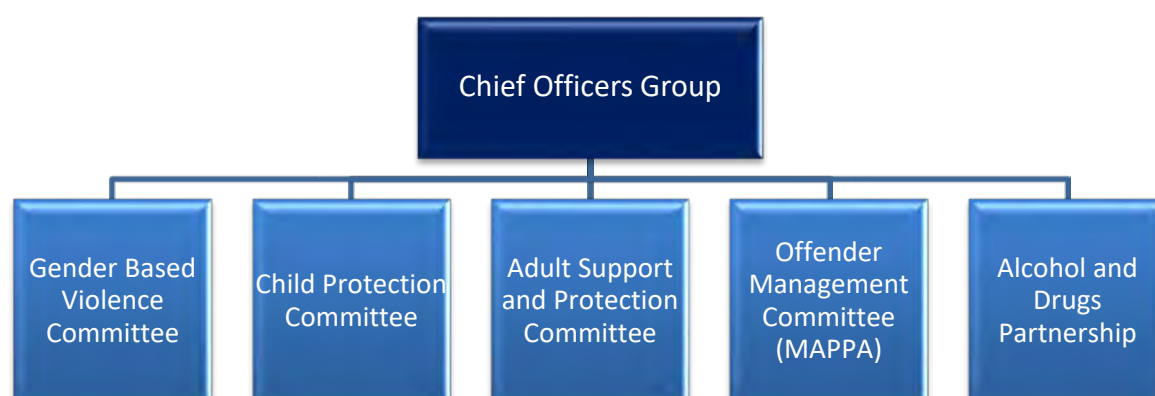 Chief Officers Group
Gender Based
Violence
Committee
Child Protection
Committee
Adult Support
and Protection
Committee
Offender
Management
Committee
(MAPPA)
Alcohol and
Drugs
Partnership